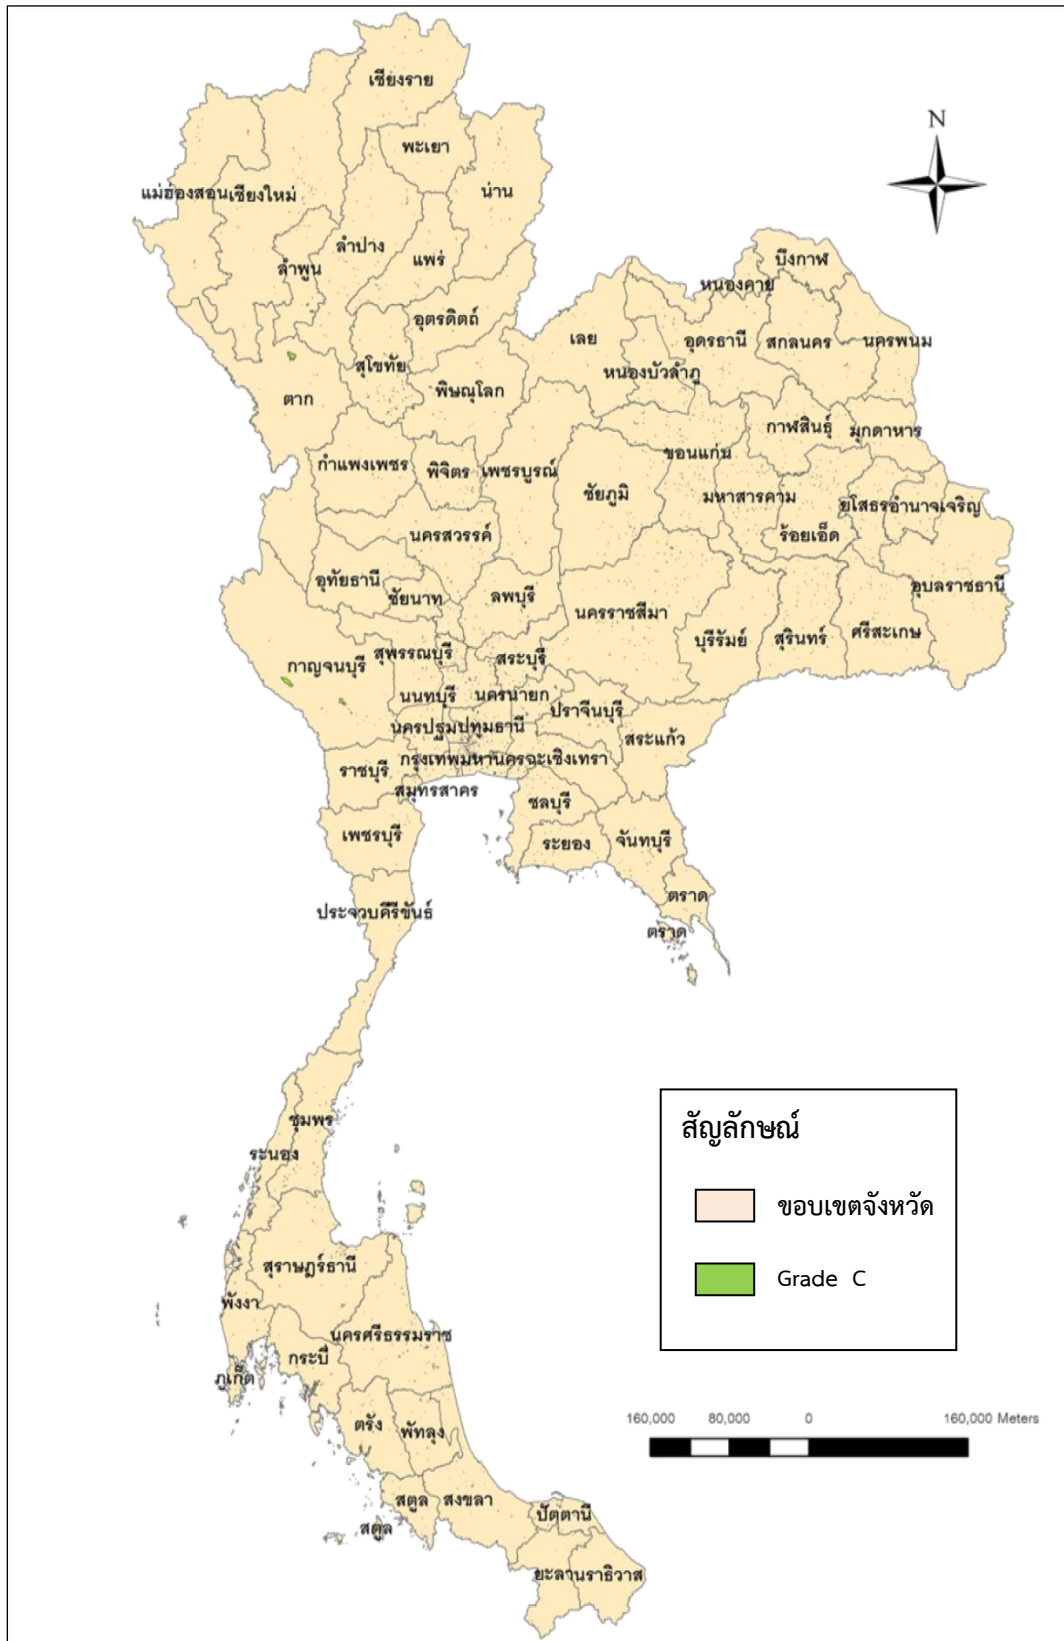 N
เชียงราย
พะเยา
น่าน
แม่ฮ่องสอน
เชียงใหม่
ลำปาง
แพร่
ลำพูน
บึงกาฬ
หนองคาย
อุตรดิตถ์
เลย
อุดรธานี
สกลนคร
นครพนม
สุโขทัย
หนองบัวลำภู
พิษณุโลก
ตาก
กาฬสินธุ์
มุกดาหาร
ขอนแก่น
กำแพงเพชร
พิจิตร
เพชรบูรณ์
ชัยภูมิ
มหาสารคาม
ยโสธร
อำนาจเจริญ
นครสวรรค์
ร้อยเอ็ด
อุทัยธานี
ชัยนาท
ลพบุรี
นครราชสีมา
อุบลราชธานี
บุรีรัมย์
สุรินทร์
ศรีสะเกษ
กาญจนบุรี
สุพรรณบุรี
สระบุรี
นนทบุรี
นครนายก
ปราจีนบุรี
นครปฐม
ปทุมธานี
สระแก้ว
ราชบุรี
กรุงเทพมหานคร
ฉะเชิงเทรา
สมุทรสาคร
ชลบุรี
เพชรบุรี
ระยอง
จันทบุรี
ตราด
ประจวบคีรีขันธ์
ตราด
ชุมพร
ระนอง
สุราษฎร์ธานี
พังงา
นครศรีธรรมราช
กระบี่
ภูเก็ต
ตรัง
พัทลุง
สตูล
สงขลา
ปัตตานี
สตูล
ยะลา
นราธิวาส
สัญลักษณ์
ขอบเขตจังหวัด
Grade C
160,000 80,000 0 160,000 Meters